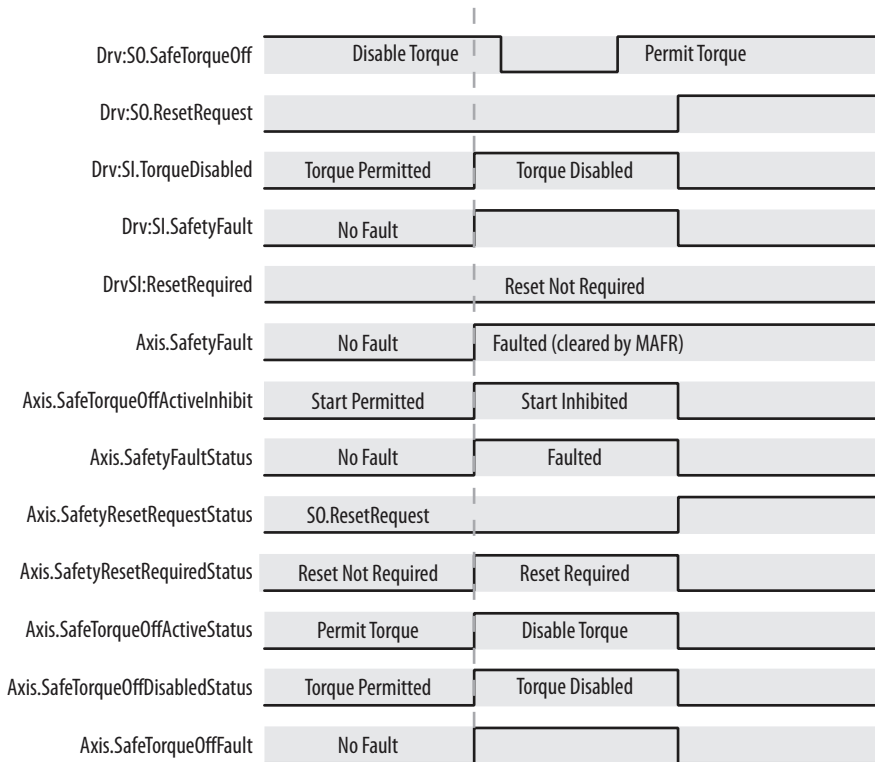 Drv:SO.SafeTorqueOff Disable Torque Permit Torque
Drv:SO.ResetRequest
Drv:SI.TorqueDisabled Torque Permitted Torque Disabled
Drv:SI.SafetyFault No Fault
DrvSI:ResetRequired Reset Not Required
Axis.SafetyFault No Fault Faulted (cleared by MAFR)
Axis.SafeTorqueOffActiveInhibit Start Permitted Start Inhibited
Axis.SafetyFaultStatus No Fault Faulted
Axis.SafetyResetRequestStatus SO.ResetRequest
Axis.SafetyResetRequiredStatus Reset Not Required Reset Required
Axis.SafeTorqueOffActiveStatus Permit Torque Disable Torque
Axis.SafeTorqueOffDisabledStatus Torque Permitted Torque Disabled
Axis.SafeTorqueOffFault No Fault